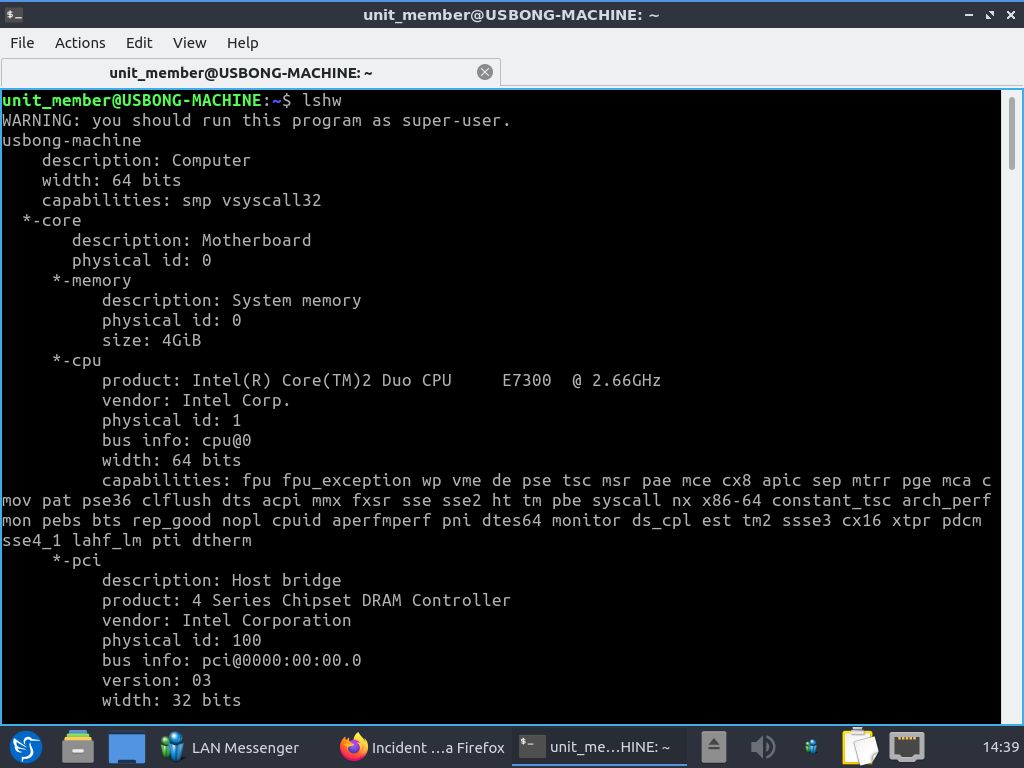 unit_member@USBONG-MACHINE: ~
File Actions Edit View Help
unit_member@USBONG-MACHINE: ~
unit_member@USBONG-MACHINE:~$ lshw
WARNING: you should run this program as super-user.
usbong-machine
description: Computer
width: 64 bits
capabilities: smp vsyscall32
*-core
description: Motherboard
physical id: 0
*-memory
description: System memory
physical id: 0
size: 4GiB
*-cpu
product: Intel(R) Core(TM)2 Duo CPU     E7300  @ 2.66GHz
vendor: Intel Corp.
physical id: 1
bus info: cpu@0
width: 64 bits
capabilities: fpu fpu_exception wp vme de pse tsc msr pae mce cx8 apic sep mtrr pge mca c
mov pat pse36 clflush dts acpi mmx fxsr sse sse2 ht tm pbe syscall nx x86-64 constant_tsc arch_perf
mon pebs bts rep_good nopl cpuid aperfmperf pni dtes64 monitor ds_cpl est tm2 ssse3 cx16 xtpr pdcm
sse4_1 lahf_lm pti dtherm
*-pci
description: Host bridge
product: 4 Series Chipset DRAM Controller
vendor: Intel Corporation
physical id: 100
bus info: pci@0000:00:00.0
version: 03
width: 32 bits
LAN Messenger Incident ...a Firefox unit_me...HINE: ~ 14:39